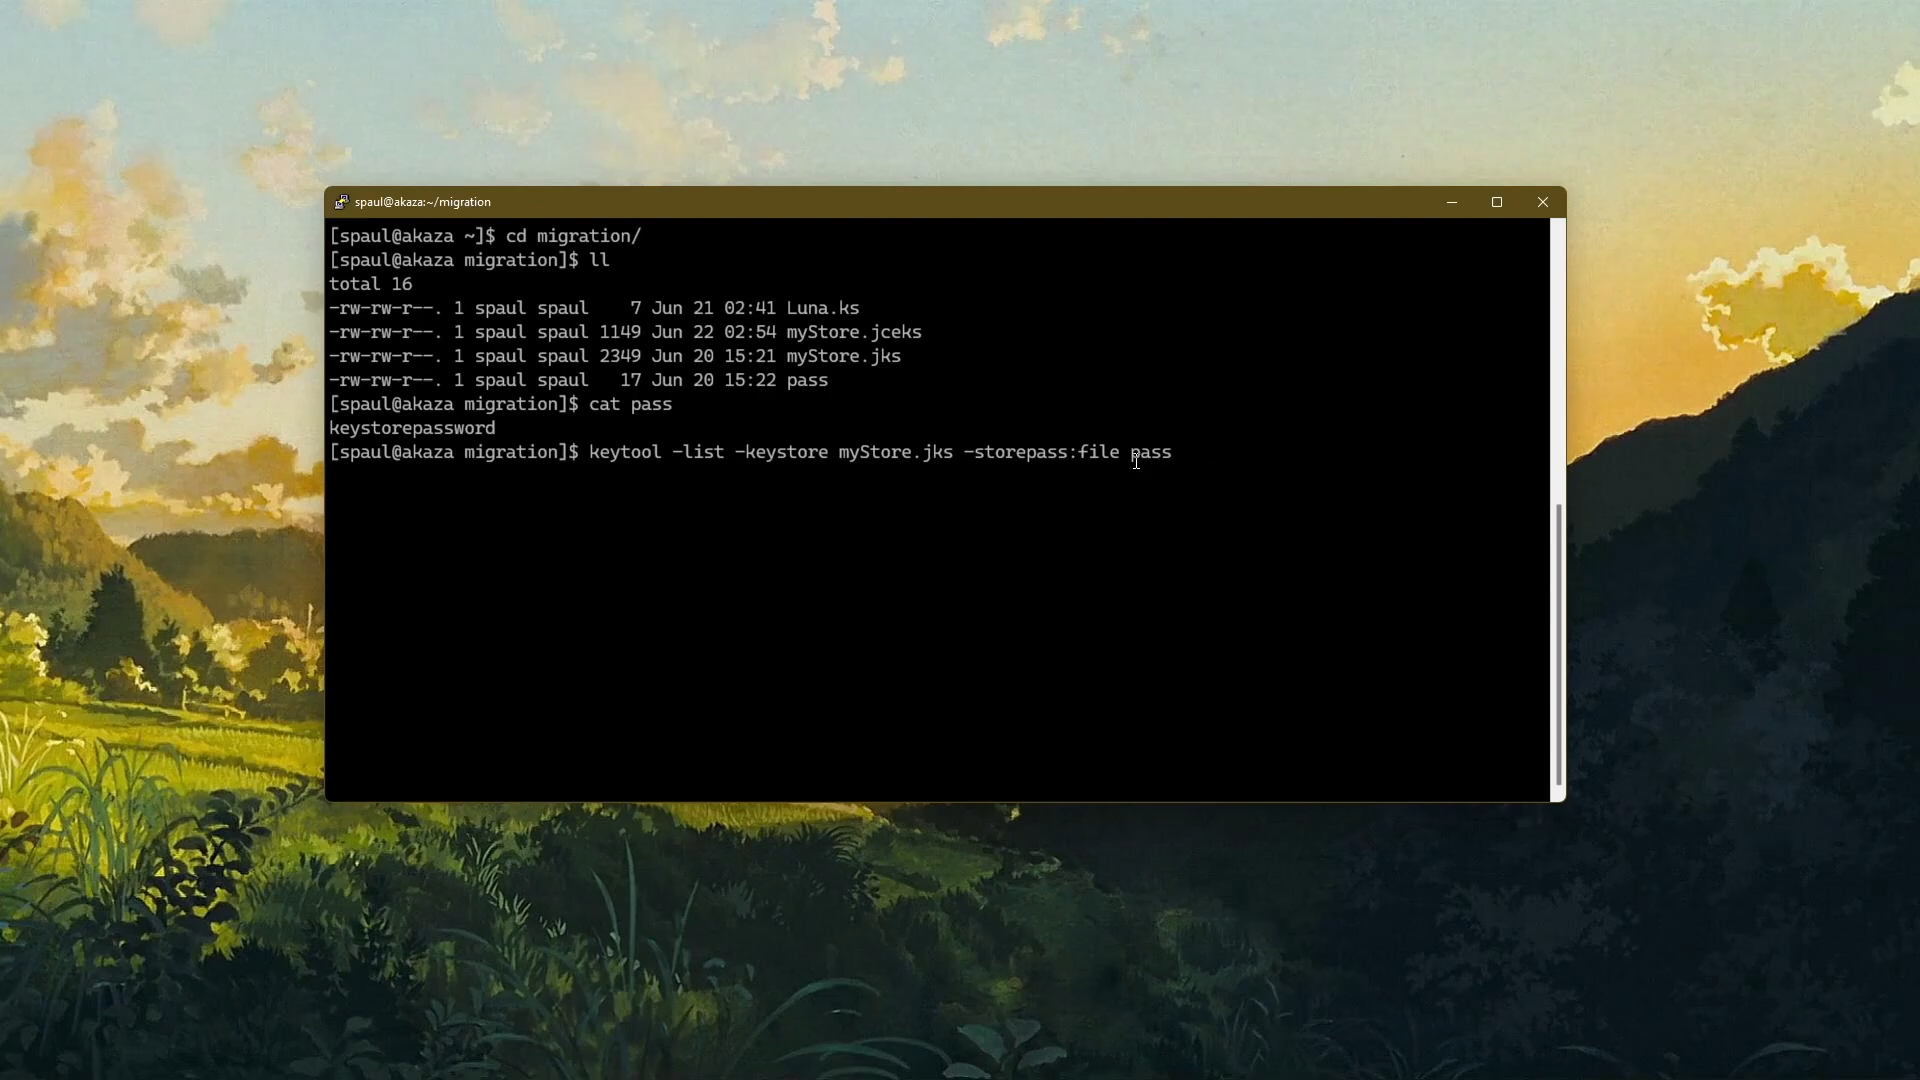 spaul@akaza:~/migration
[spaul@akaza ~]$ cd migration/
[spaul@akaza migration]$ ll
total 16
-rw-rw-r--. 1 spaul spaul    7 Jun 21 02:41 Luna.ks
-rw-rw-r--. 1 spaul spaul 1149 Jun 22 02:54 myStore.jceks
-rw-rw-r--. 1 spaul spaul 2349 Jun 20 15:21 myStore.jks
-rw-rw-r--. 1 spaul spaul   17 Jun 20 15:22 pass
[spaul@akaza migration]$ cat pass
keystorepassword
[spaul@akaza migration]$ keytool -list -keystore myStore.jks -storepass:file pass